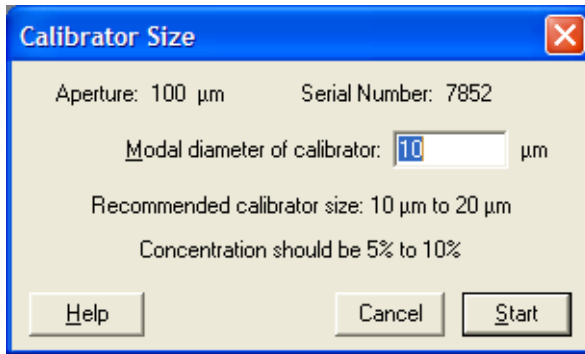 Calibrator Size
Aperture: 100 µm Serial Number: 7852
Modal diameter of calibrator: 10 µm
Recommended calibrator size: 10 µm to 20 µm
Concentration should be 5% to 10%
Help Cancel Start